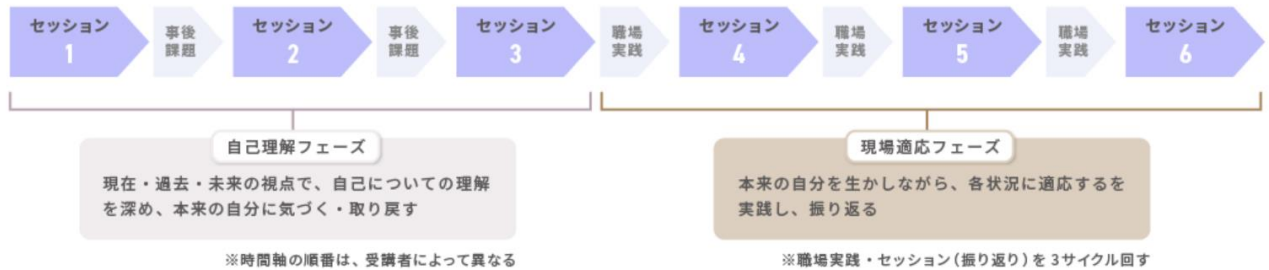 セッション
1
事後
課題
セッション
2
事後
課題
セッション
3
職場
実践
セッション
4
職場
実践
セッション
5
職場
実践
セッション
6
自己理解フェーズ
現在・過去・未来の視点で、自己についての理解
を深め、本来の自分に気づく・取り戻す
※時間軸の順番は、受講者によって異なる
現場適応フェーズ
本来の自分を生かしながら、各状況に適応するを
実践し、振り返る
※職場実践・セッション(振り返り)を3サイクル回す